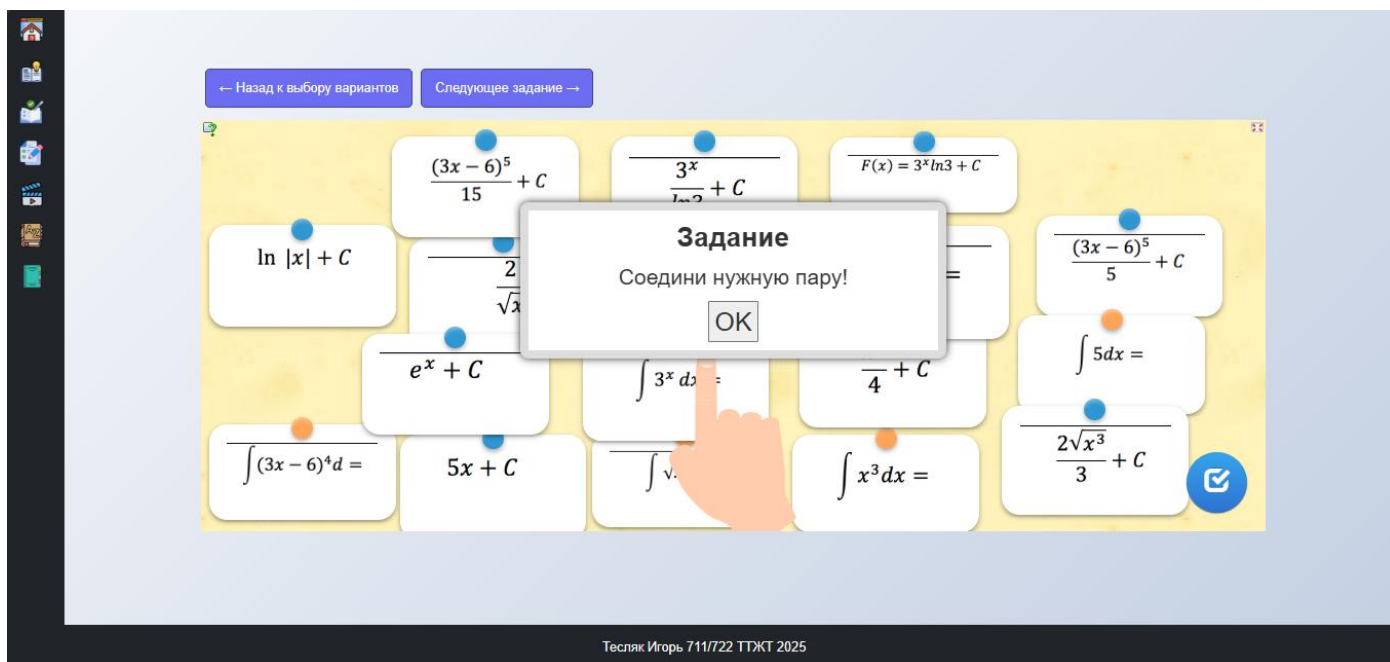 ← Назад к выбору вариантов
Следующее задание →
(3x − 6)⁵/15 + C
3ˣ/ln3 + C
F(x) = 3ˣln3 + C
ln |x| + C
2/√x
=
(3x − 6)⁵/5 + C
Задание
Соедини нужную пару!
OK
eˣ + C
∫ 3ˣ dx =
4 + C
∫ 5dx =
∫(3x − 6)⁴d =
5x + C
∫ √
∫ x³dx =
2√x³/3 + C
Тесляк Игорь 711/722 ТТЖТ 2025